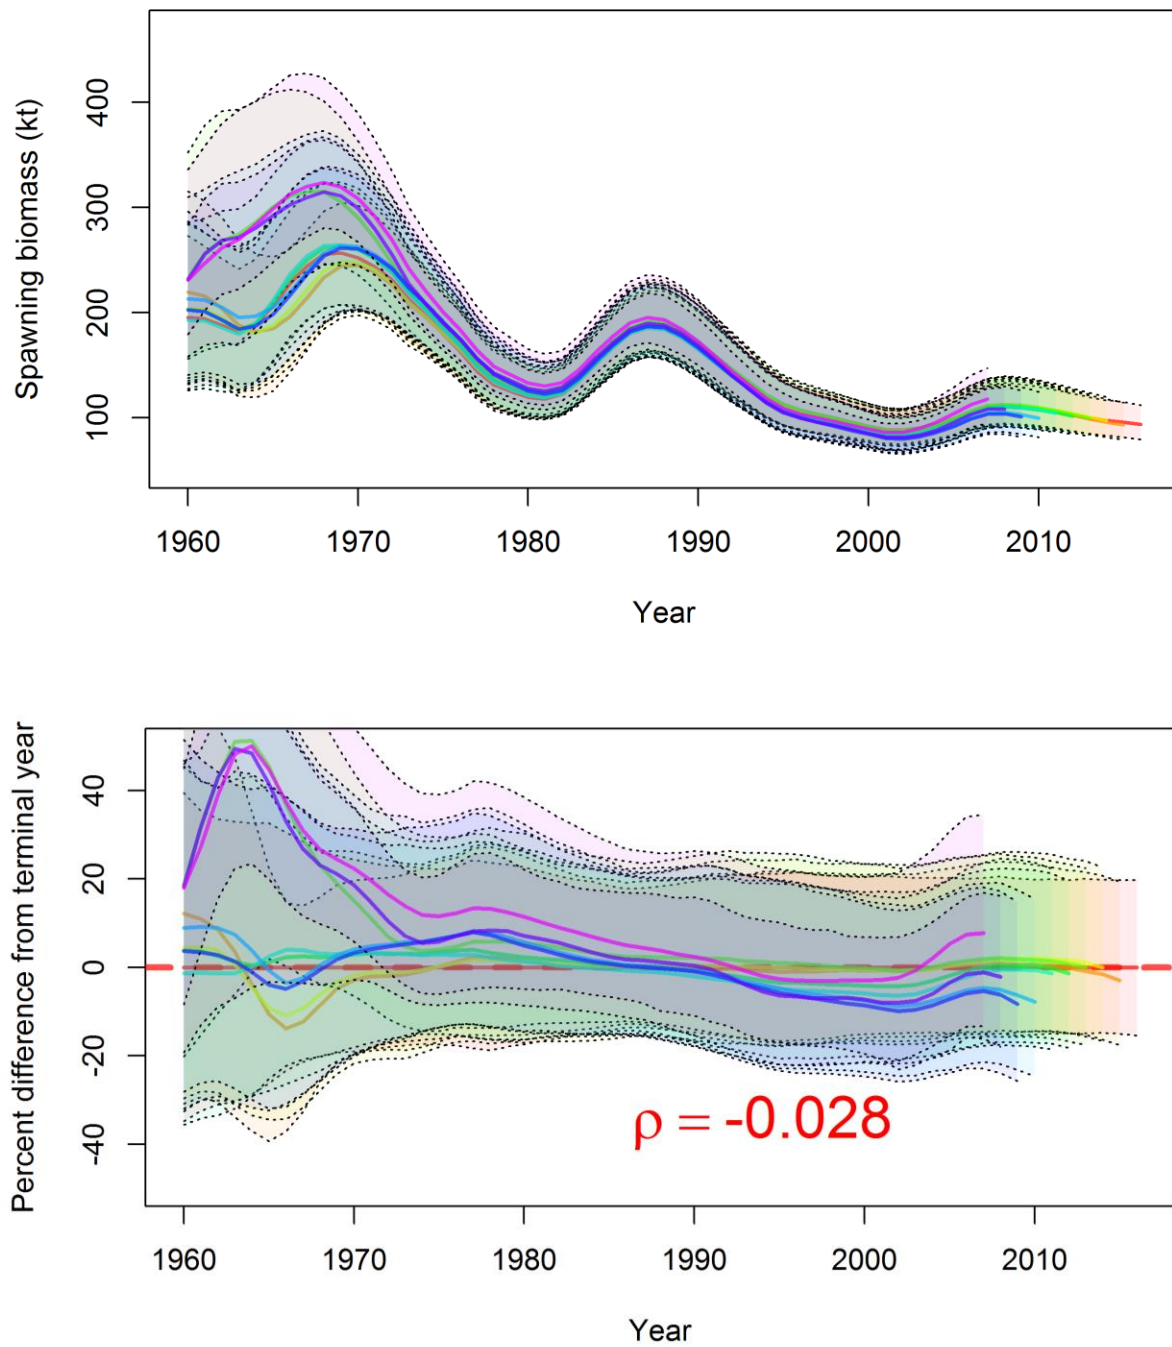 Spawning biomass (kt)
400
300
200
100
1960 1970 1980 1990 2000 2010
Year
Percent difference from terminal year
40
20
0
-20
-40
ρ = -0.028
1960 1970 1980 1990 2000 2010
Year